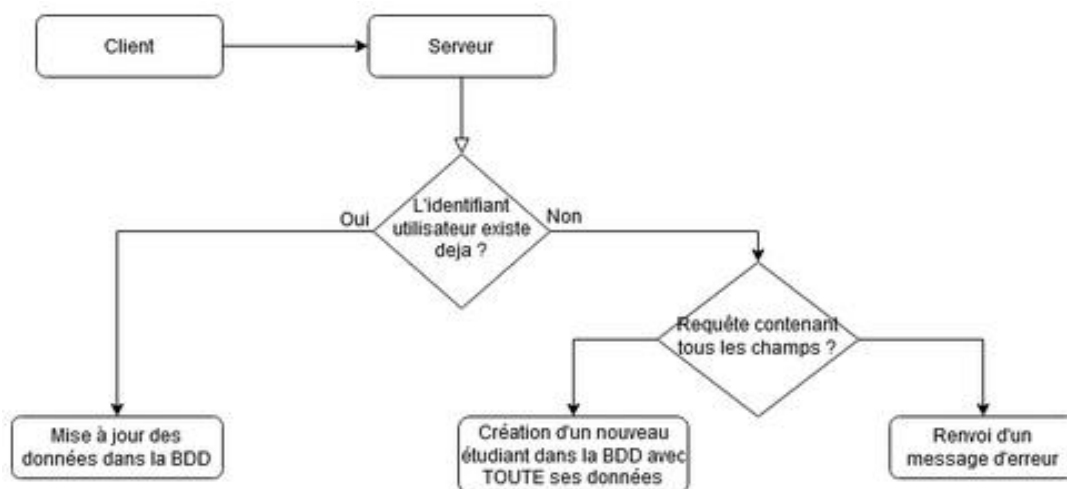 Client
Serveur
L'identifiant
utilisateur existe
deja ?
Oui
Non
Requête contenant
tous les champs ?
Mise à jour des
données dans la BDD
Création d'un nouveau
étudiant dans la BDD avec
TOUTE ses données
Renvoi d'un
message d'erreur